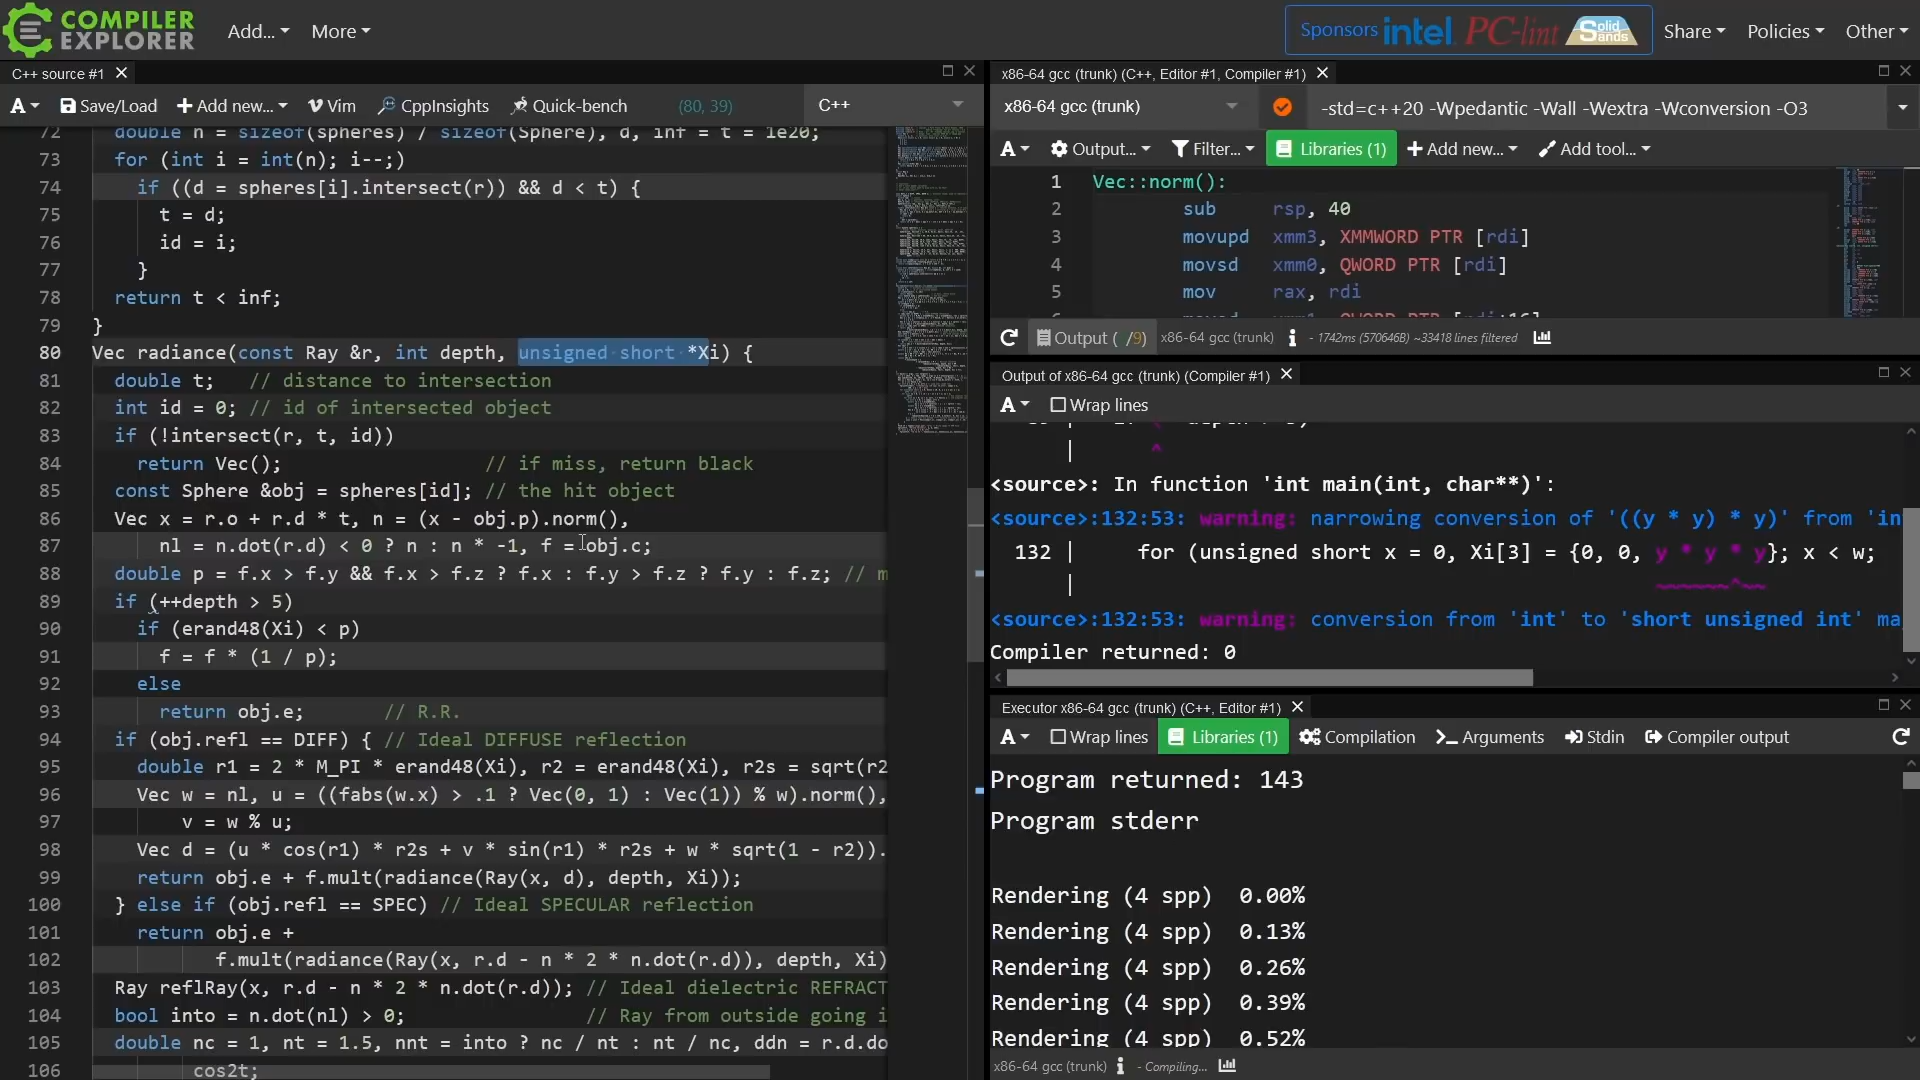 COMPILER
EXPLORER
Add...
More
Sponsors intel PC-lint Solid Sands
Share
Policies
Other
C++ source #1
A
Save/Load
Add new...
Vim
CppInsights
Quick-bench
(80, 39)
C++
72 double n = sizeof(spheres) / sizeof(Sphere), d, inf = t = 1e20;
73 for (int i = int(n); i--;)
74 if ((d = spheres[i].intersect(r)) && d < t) {
75 t = d;
76 id = i;
77 }
78 return t < inf;
79 }
80 Vec radiance(const Ray &r, int depth, unsigned short *Xi) {
81 double t; // distance to intersection
82 int id = 0; // id of intersected object
83 if (!intersect(r, t, id))
84 return Vec(); // if miss, return black
85 const Sphere &obj = spheres[id]; // the hit object
86 Vec x = r.o + r.d * t, n = (x - obj.p).norm(),
87 nl = n.dot(r.d) < 0 ? n : n * -1, f = obj.c;
88 double p = f.x > f.y && f.x > f.z ? f.x : f.y > f.z ? f.y : f.z; // m
89 if (++depth > 5)
90 if (erand48(Xi) < p)
91 f = f * (1 / p);
92 else
93 return obj.e; // R.R.
94 if (obj.refl == DIFF) { // Ideal DIFFUSE reflection
95 double r1 = 2 * M_PI * erand48(Xi), r2 = erand48(Xi), r2s = sqrt(r2
96 Vec w = nl, u = ((fabs(w.x) > .1 ? Vec(0, 1) : Vec(1)) % w).norm(),
97 v = w % u;
98 Vec d = (u * cos(r1) * r2s + v * sin(r1) * r2s + w * sqrt(1 - r2)).
99 return obj.e + f.mult(radiance(Ray(x, d), depth, Xi));
100 } else if (obj.refl == SPEC) // Ideal SPECULAR reflection
101 return obj.e +
102 f.mult(radiance(Ray(x, r.d - n * 2 * n.dot(r.d)), depth, Xi)
103 Ray reflRay(x, r.d - n * 2 * n.dot(r.d)); // Ideal dielectric REFRACT
104 bool into = n.dot(nl) > 0; // Ray from outside going i
105 double nc = 1, nt = 1.5, nnt = into ? nc / nt : nt / nc, ddn = r.d.do
106 cos2t;
x86-64 gcc (trunk) (C++, Editor #1, Compiler #1)
x86-64 gcc (trunk)
-std=c++20 -Wpedantic -Wall -Wextra -Wconversion -O3
A
Output...
Filter...
Libraries (1)
Add new...
Add tool...
1 Vec::norm():
2 sub rsp, 40
3 movupd xmm3, XMMWORD PTR [rdi]
4 movsd xmm0, QWORD PTR [rdi]
5 mov rax, rdi
Output ( /9) x86-64 gcc (trunk) - 1742ms (570646B) ~33418 lines filtered
Output of x86-64 gcc (trunk) (Compiler #1)
A
Wrap lines
| ^
<source>: In function 'int main(int, char**)':
<source>:132:53: warning: narrowing conversion of '((y * y) * y)' from 'in
132 | for (unsigned short x = 0, Xi[3] = {0, 0, y * y * y}; x < w;
| ~~~~~~^~~
<source>:132:53: warning: conversion from 'int' to 'short unsigned int' ma
Compiler returned: 0
Executor x86-64 gcc (trunk) (C++, Editor #1)
A
Wrap lines
Libraries (1)
Compilation
Arguments
Stdin
Compiler output
Program returned: 143
Program stderr
Rendering (4 spp) 0.00%
Rendering (4 spp) 0.13%
Rendering (4 spp) 0.26%
Rendering (4 spp) 0.39%
Rendering (4 spp) 0.52%
x86-64 gcc (trunk) - Compiling...